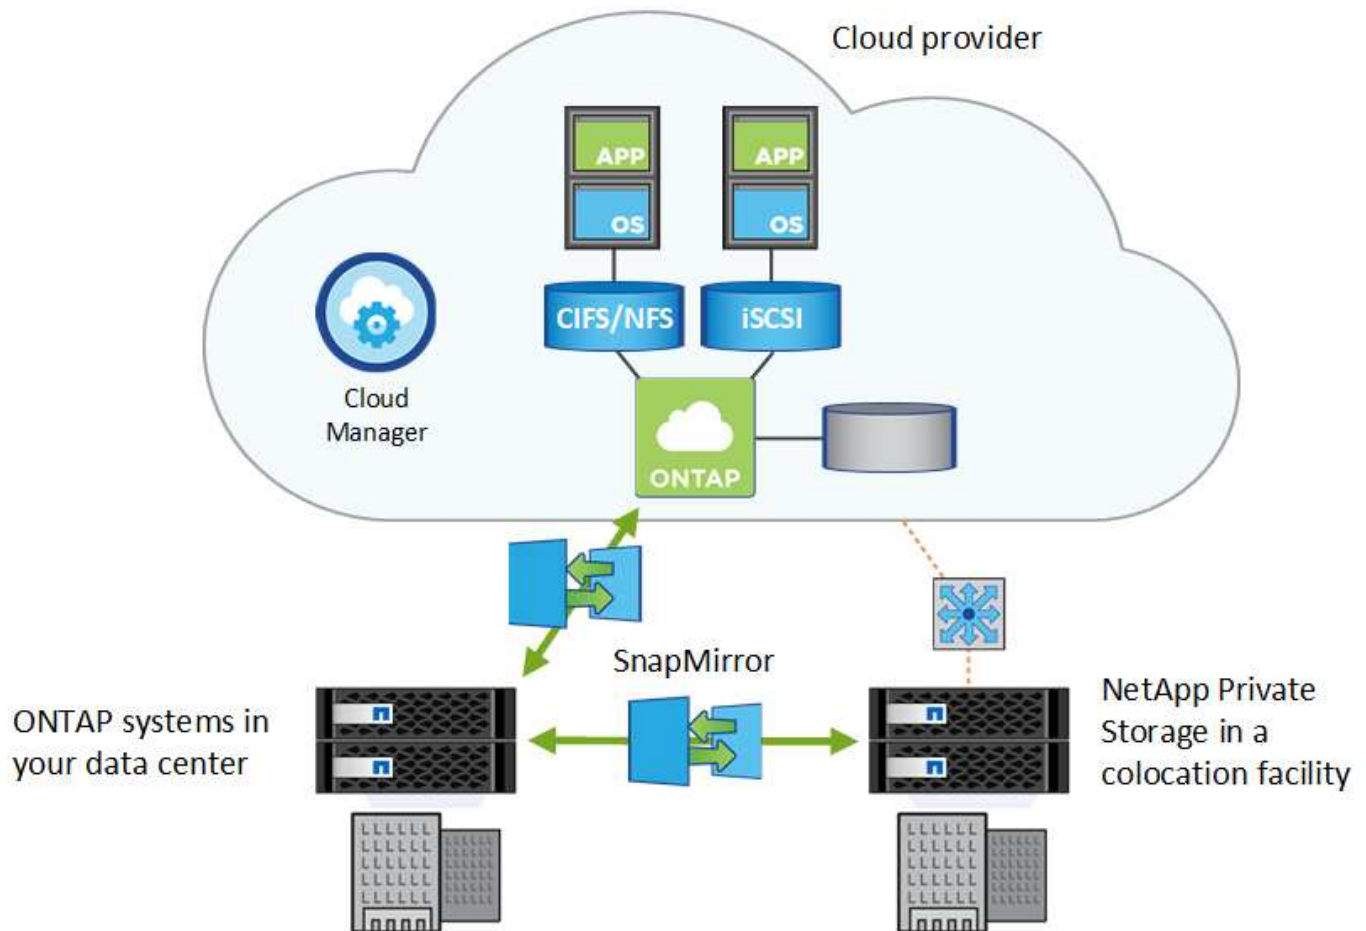 Cloud provider
APP
APP
OS
OS
CIFS/NFS
iSCSI
Cloud
Manager
ONTAP
SnapMirror
ONTAP systems in
your data center
NetApp Private
Storage in a
colocation facility